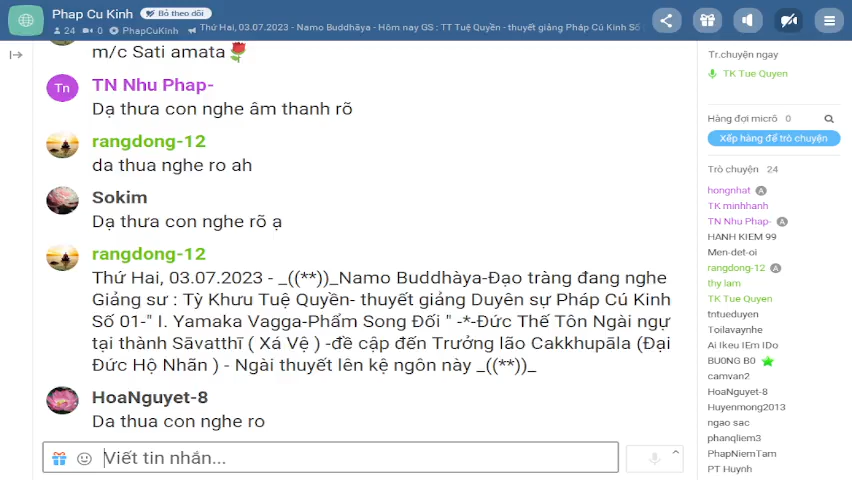 Phap Cu Kinh
Bỏ theo dõi
24 0 PhapCuKinh Thứ Hai, 03.07.2023 - Namo Buddhãya - Hôm nay GS : TT Tuệ Quyền - thuyết giảng Pháp Cú Kinh Số
m/c Sati amata
Tn
TN Nhu Phap-
Dạ thưa con nghe âm thanh rõ
rangdong-12
da thua nghe ro ah
Sokim
Dạ thưa con nghe rõ ạ
rangdong-12
Thứ Hai, 03.07.2023 - _((**))_Namo Buddhàya-Đạo tràng đang nghe
Giảng sư : Tỳ Khưu Tuệ Quyền- thuyết giảng Duyên sự Pháp Cú Kinh
Số 01-" I. Yamaka Vagga-Phẩm Song Đối " -*-Đức Thế Tôn Ngài ngự
tại thành Sāvatthī ( Xá Vệ ) -đề cập đến Trưởng lão Cakkhupāla (Đại
Đức Hộ Nhãn ) - Ngài thuyết lên kệ ngôn này _((**))_
HoaNguyet-8
Da thua con nghe ro
Viết tin nhắn...
Tr.chuyện ngay
TK Tue Quyen
Hàng đợi micrô 0
Xếp hàng để trò chuyện
Trò chuyện 24
hongnhat A
TK minhhanh
TN Nhu Phap- A
HANH KIEM 99
Men-det-oi
rangdong-12 A
thy lam
TK Tue Quyen
tntueduyen
Toilavaynhe
Ai lkeu IEm IDo
BU0NG B0
camvan2
HoaNguyet-8
Huyenmong2013
ngao sac
phanqliem3
PhapNiemTam
PT Huynh